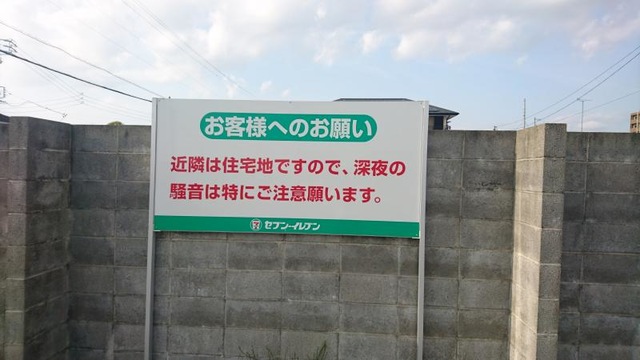 お客様へのお願い
近隣は住宅地ですので、深夜の
騒音は特にご注意願います。
セブン-イレブン